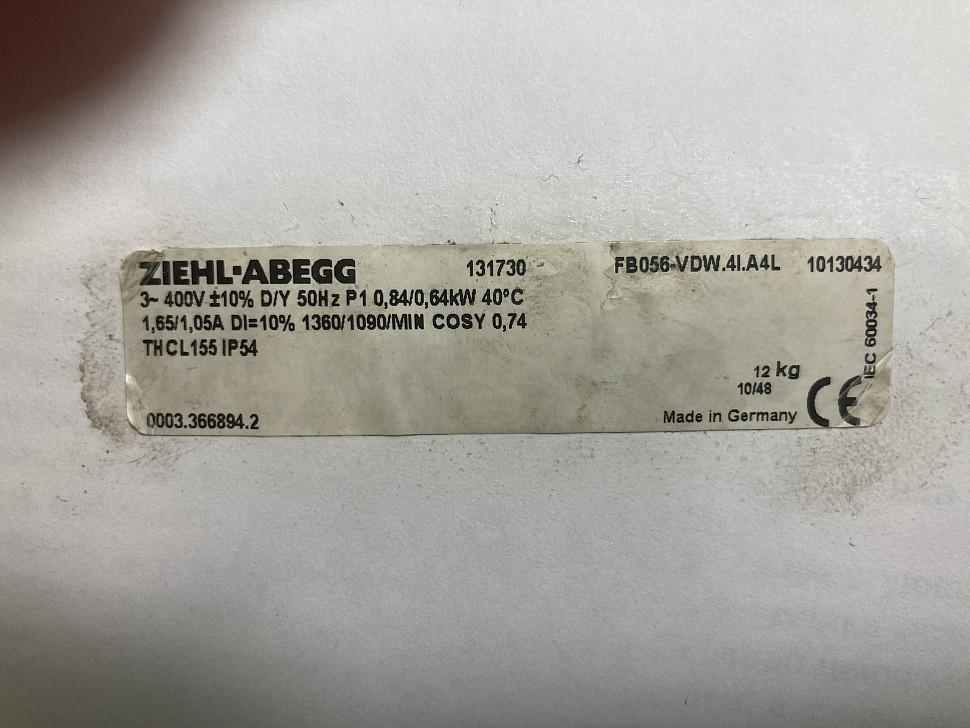 ZIEHL-ABEGG 131730 FB056-VDW.4I.A4L 10130434
3~ 400V ±10% D/Y 50Hz P1 0,84/0,64kW 40°C
1,65/1,05A DI=10% 1360/1090/MIN COSY 0,74
THCL155 IP54
12 kg
10/48
0003.366894.2 Made in Germany CE
IEC 60034-1